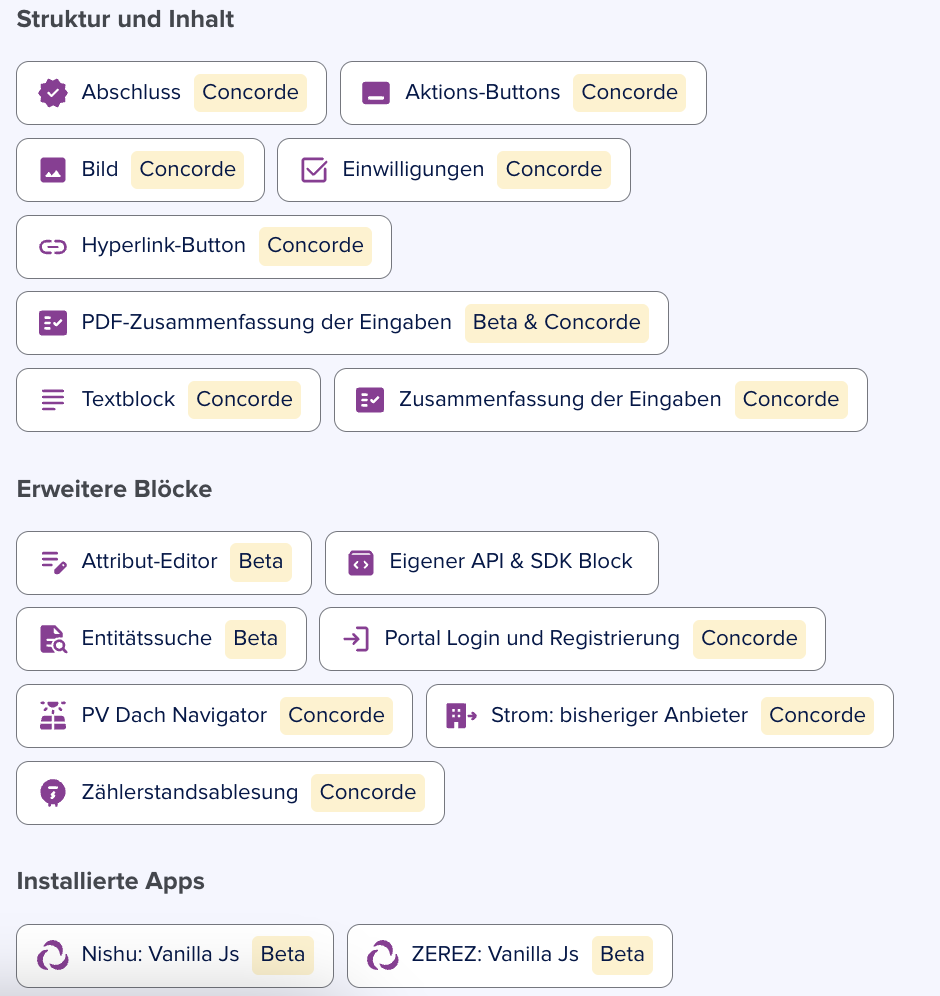 Struktur und Inhalt
Abschluss Concorde Aktions-Buttons Concorde
Bild Concorde Einwilligungen Concorde
Hyperlink-Button Concorde
PDF-Zusammenfassung der Eingaben Beta & Concorde
Textblock Concorde Zusammenfassung der Eingaben Concorde
Erweitere Blöcke
Attribut-Editor Beta Eigener API & SDK Block
Entitätssuche Beta Portal Login und Registrierung Concorde
PV Dach Navigator Concorde Strom: bisheriger Anbieter Concorde
Zählerstandsablesung Concorde
Installierte Apps
Nishu: Vanilla Js Beta ZEREZ: Vanilla Js Beta